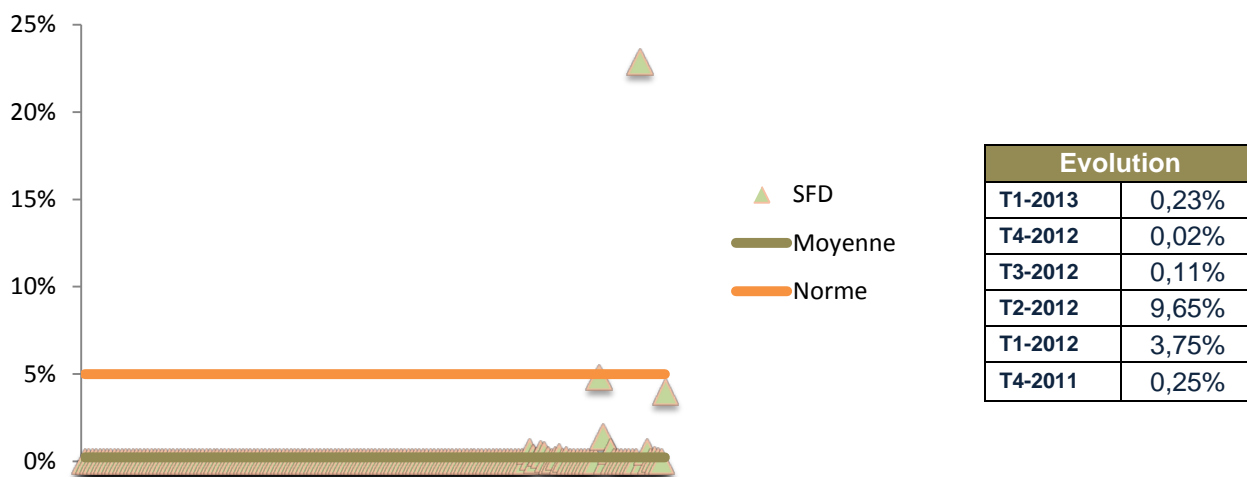 25%
20%
15%
10%
5%
0%
SFD
Moyenne
Norme
Evolution
T1-2013 0,23%
T4-2012 0,02%
T3-2012 0,11%
T2-2012 9,65%
T1-2012 3,75%
T4-2011 0,25%